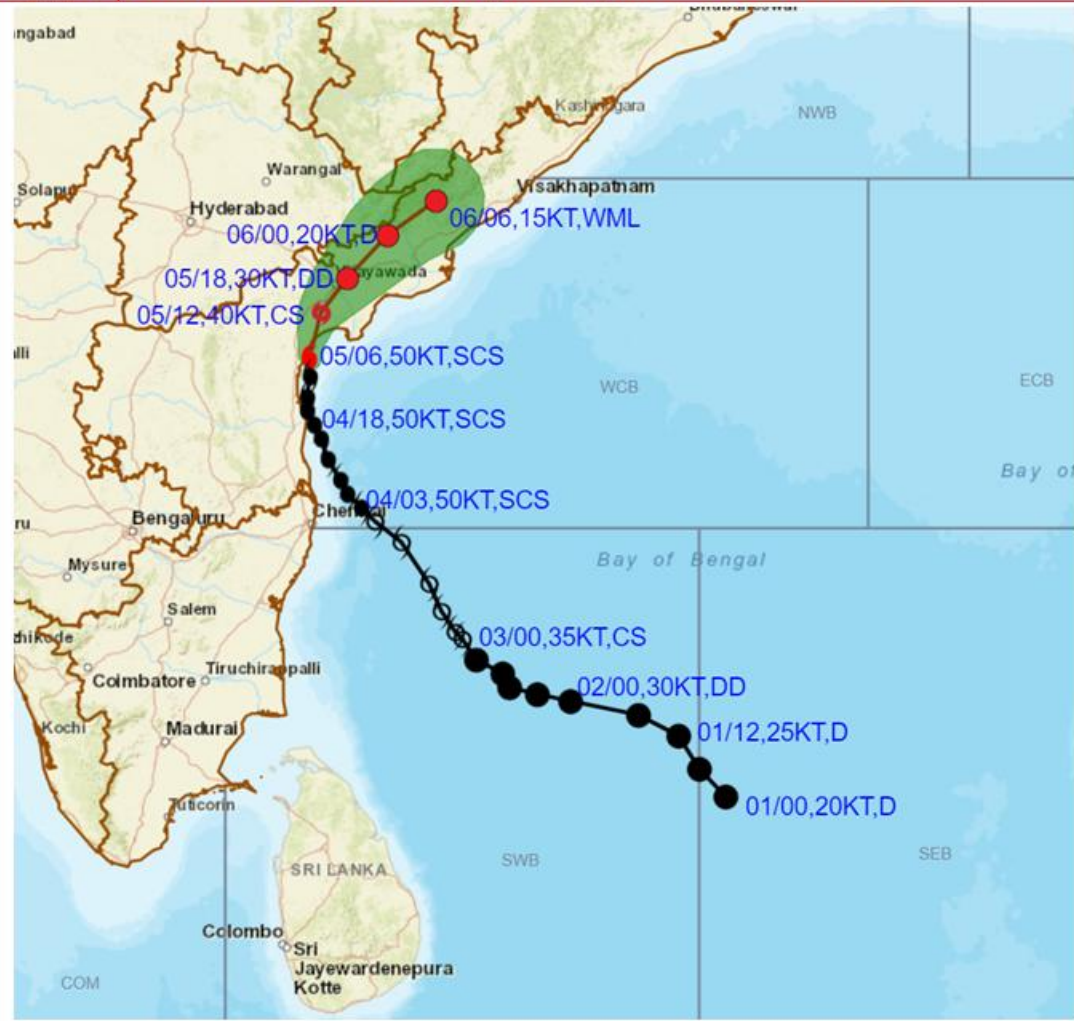 Kashinagara
NWB
Warangal
Visakhapatnam
Hyderabad
06/06,15KT,WML
06/00,20KT,D
05/18,30KT,DD
05/12,40KT,CS
05/06,50KT,SCS
WCB
ECB
04/18,50KT,SCS
Bay of
04/03,50KT,SCS
Bengaluru
Bay of Bengal
Mysure
Salem
03/00,35KT,CS
Coimbatore
Tiruchirappalli
02/00,30KT,DD
Kochi
Madurai
01/12,25KT,D
Tuticorin
01/00,20KT,D
SWB
SEB
SRI LANKA
Colombo
Sri
Jayewardenepura
Kotte
COM